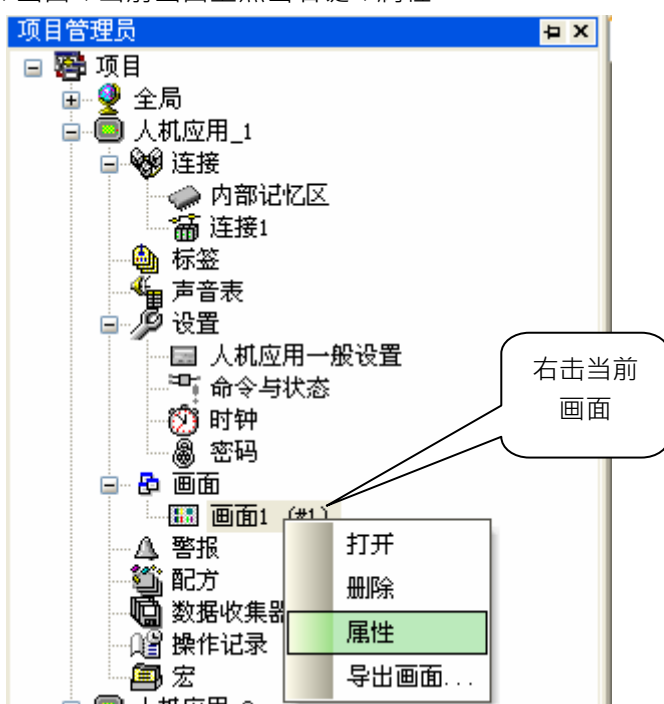 项目管理员
项目
全局
人机应用_1
连接
内部记忆区
连接1
标签
声音表
设置
人机应用一般设置
命令与状态
时钟
密码
画面
画面1 (#1)
警报
配方
数据收集器
操作记录
宏
右击当前
画面
打开
删除
属性
导出画面...